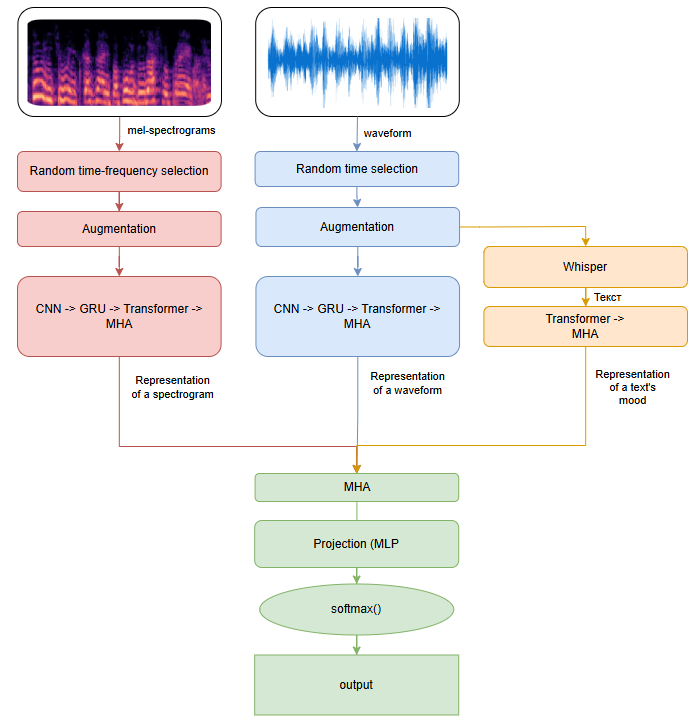 mel-spectrograms
waveform
Random time-frequency selection
Random time selection
Augmentation
Augmentation
Whisper
Текст
CNN -> GRU -> Transformer ->
MHA
CNN -> GRU -> Transformer ->
MHA
Transformer ->
MHA
Representation
of a spectrogram
Representation
of a waveform
Representation
of a text's
mood
MHA
Projection (MLP
softmax()
output